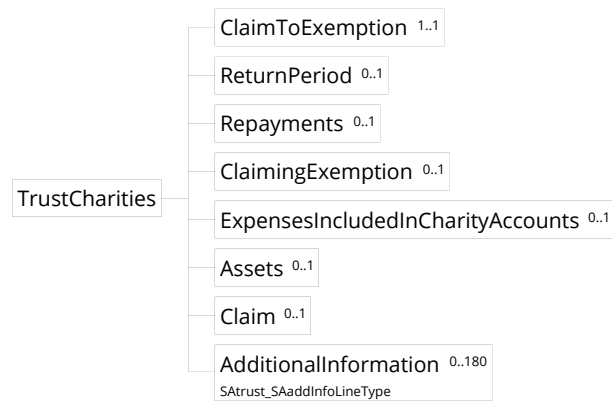 ClaimToExemption 1..1
ReturnPeriod 0..1
Repayments 0..1
ClaimingExemption 0..1
TrustCharities
ExpensesIncludedInCharityAccounts 0..1
Assets 0..1
Claim 0..1
AdditionalInformation 0..180
SAtrust_SAaddInfoLineType